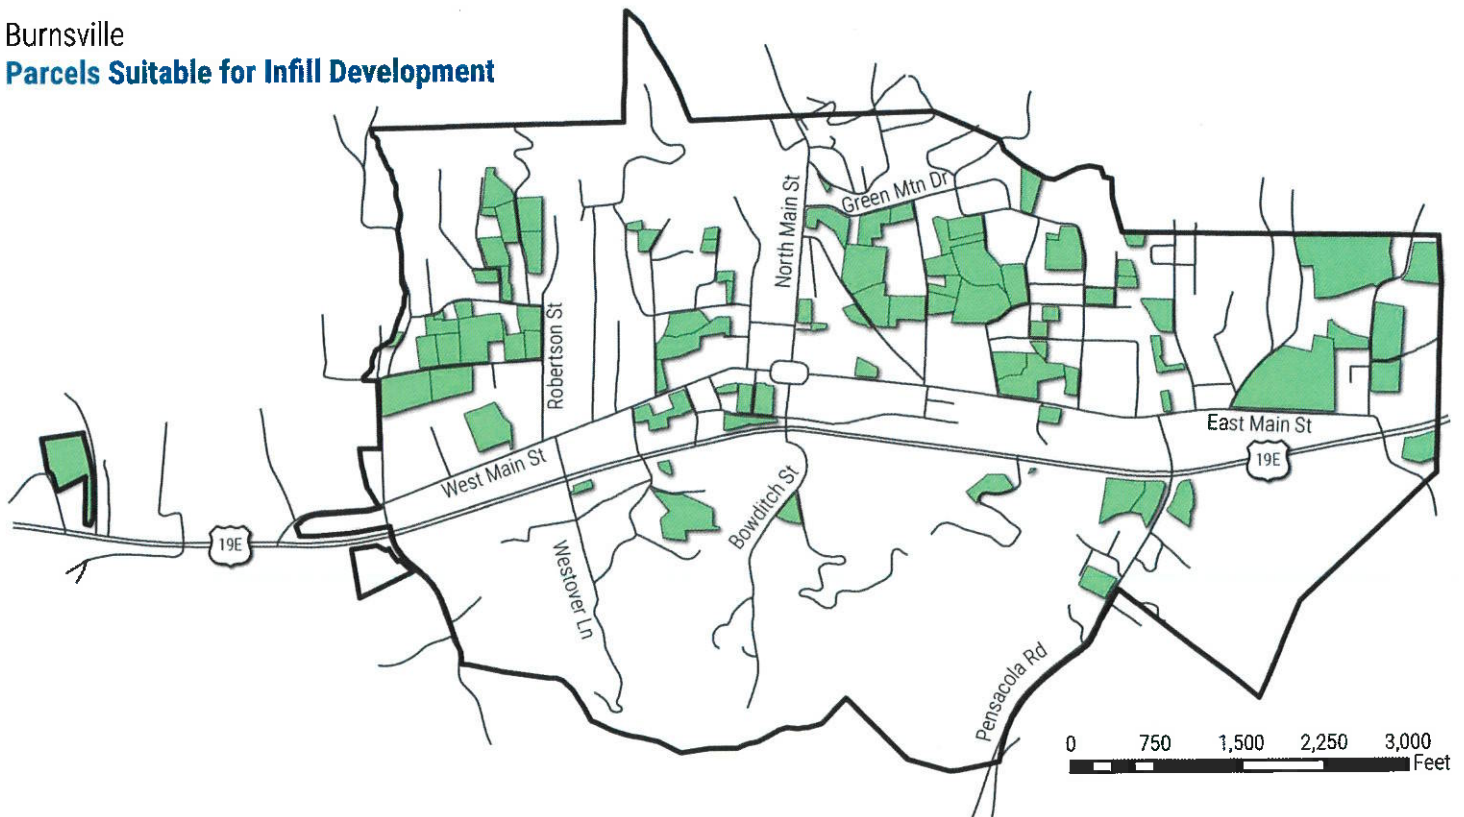 Burnsville
Parcels Suitable for Infill Development
Green Mtn Dr
North Main St
Robertson St
West Main St
East Main St
19E
19E
Bowditch St
Westover Ln
Pensacola Rd
0 750 1,500 2,250 3,000
Feet